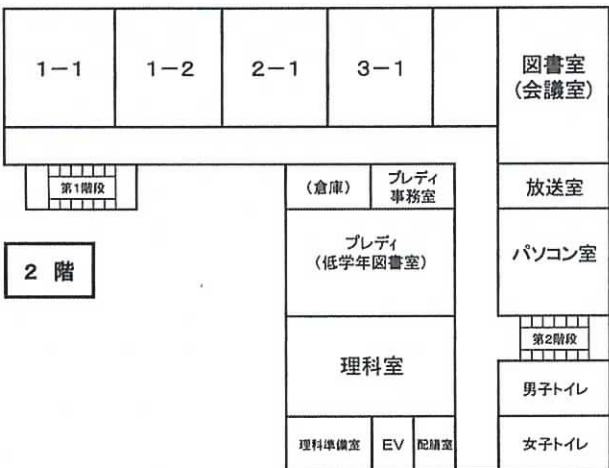 1-1
1-2
2-1
3-1
図書室
(会議室)
第1階段
(倉庫)
プレディ
事務室
放送室
2 階
プレディ
(低学年図書室)
パソコン室
第2階段
理科室
男子トイレ
理科準備室
EV
配膳室
女子トイレ